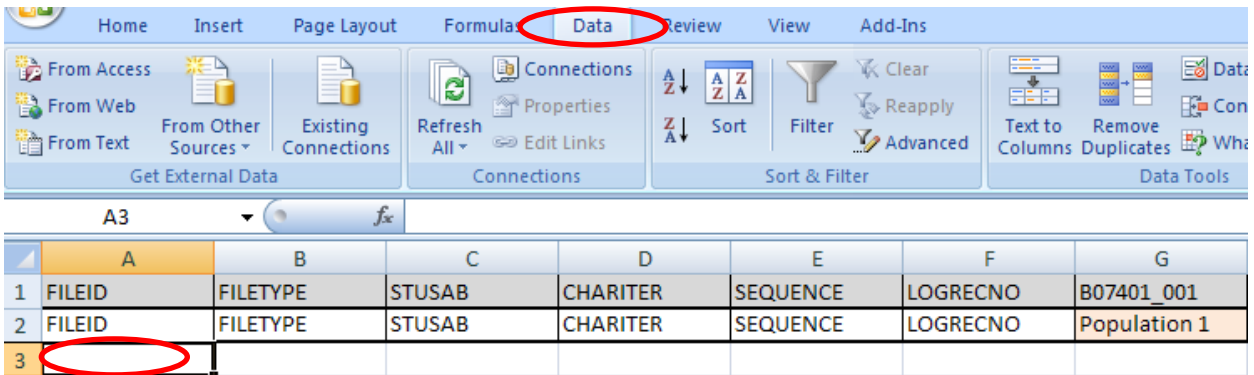 Home Insert Page Layout Formulas Data Review View Add-Ins
From Access
From Web
From Text
From Other Sources
Existing Connections
Get External Data
Refresh All
Connections
Properties
Edit Links
Connections
A Z
Z A
A Z Z A
Sort
Filter
Clear
Reapply
Advanced
Sort & Filter
Text to Columns
Remove Duplicates
Data
Con
Wha
Data Tools
A3 fx
A B C D E F G
1 FILEID FILETYPE STUSAB CHARITER SEQUENCE LOGRECNO B07401_001
2 FILEID FILETYPE STUSAB CHARITER SEQUENCE LOGRECNO Population 1
3